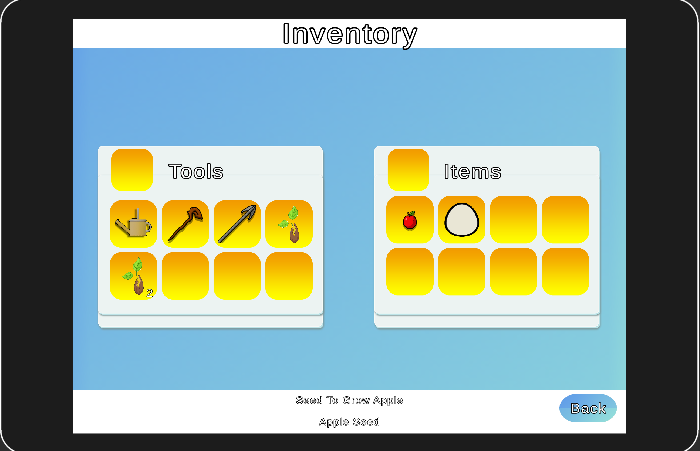 Inventory
Tools
Items
Seed To Grow Apple
Apple Seed
Back